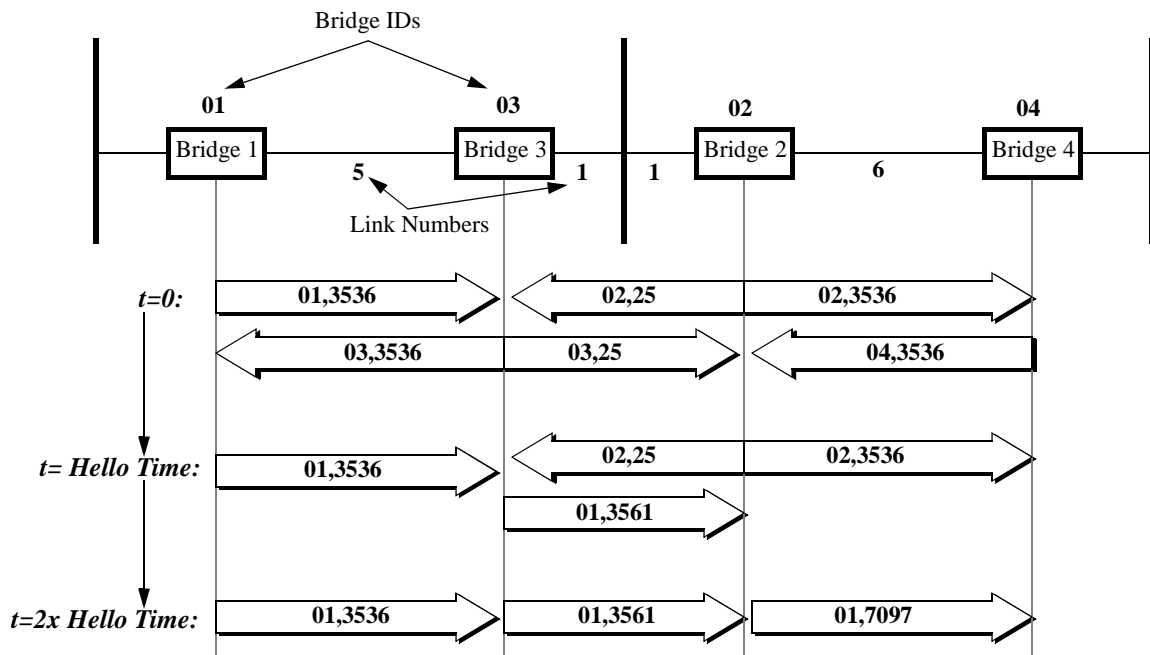 Bridge IDs
01 03 02 04
Bridge 1 Bridge 3 Bridge 2 Bridge 4
5 1 1 6
Link Numbers
t=0: 01,3536 02,25 02,3536
03,3536 03,25 04,3536
t= Hello Time: 01,3536 02,25 02,3536
01,3561
t=2x Hello Time: 01,3536 01,3561 01,7097